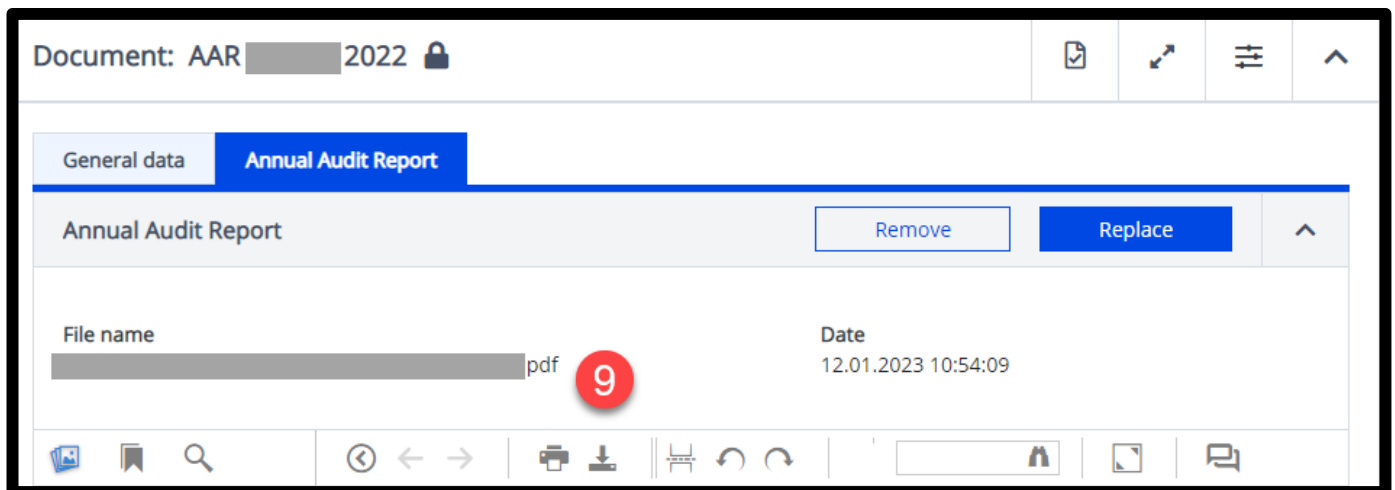 Document: AAR 2022
General data Annual Audit Report
Annual Audit Report Remove Replace
File name Date
pdf 9 12.01.2023 10:54:09